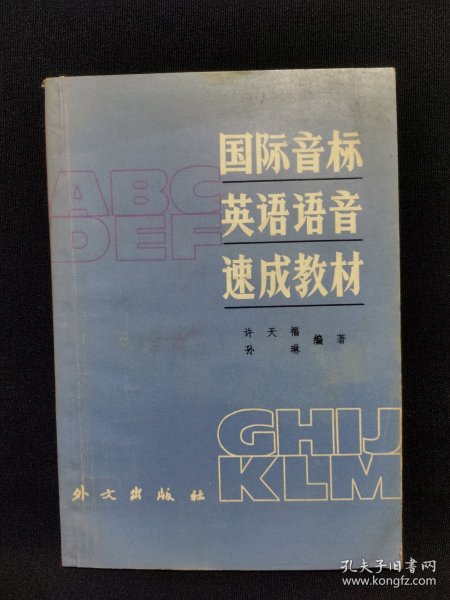 ABC
DEF
国际音标
英语语音
速成教材
许天福
孙琳
编著
GHIJ
KLM
外文出版社
孔夫子旧书网
www.kongfz.com